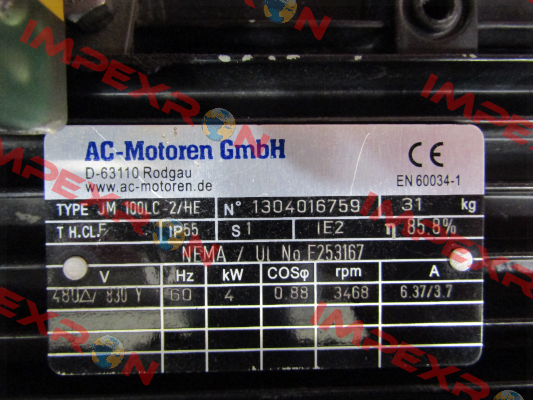 AC-Motoren GmbH
D-63110 Rodgau
www.ac-motoren.de
CE
EN 60034-1
TYPE JM 100LC-2/HE N° 1304016759 31 kg
TH.CL.F IP55 S1 IE2 η 85.8%
NEMA / UL No E253167
V Hz kW COSφ rpm A
480△/ 830 Y 60 4 0.88 3468 6.37/3.7
IMPEXRON
IMPEXRON
IMPEXRON
IMPEXRON